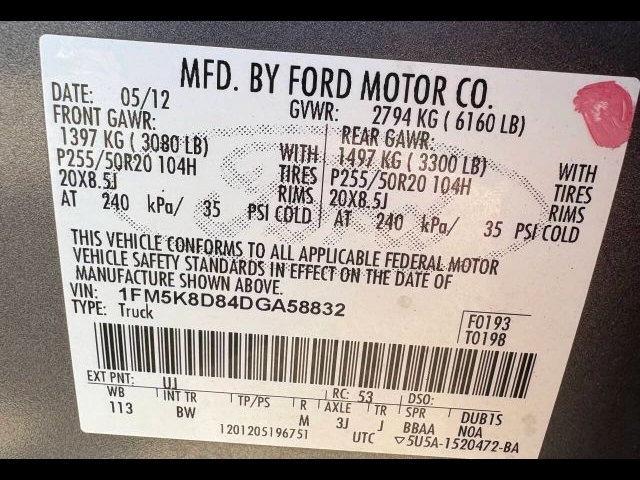 MFD. BY FORD MOTOR CO.
DATE: 05/12 GVWR: 2794 KG ( 6160 LB)
FRONT GAWR: REAR GAWR:
1397 KG ( 3080 LB) WITH 1497 KG ( 3300 LB) WITH
P255/50R20 104H TIRES P255/50R20 104H TIRES
20X8.5J RIMS 20X8.5J RIMS
AT 240 kPa/ 35 PSI COLD AT 240 kPa/ 35 PSI COLD
THIS VEHICLE CONFORMS TO ALL APPLICABLE FEDERAL MOTOR
VEHICLE SAFETY STANDARDS IN EFFECT ON THE DATE OF
MANUFACTURE SHOWN ABOVE.
VIN: 1FM5K8D84DGA58832 F0193
TYPE: Truck T0198
EXT PNT: UJ RC: 53 DSO:
WB INT TR TP/PS R AXLE TR SPR DUB1S
113 BW M 3J J BBAA N0A
1201205196751 UTC ▽5U5A-1520472-BA